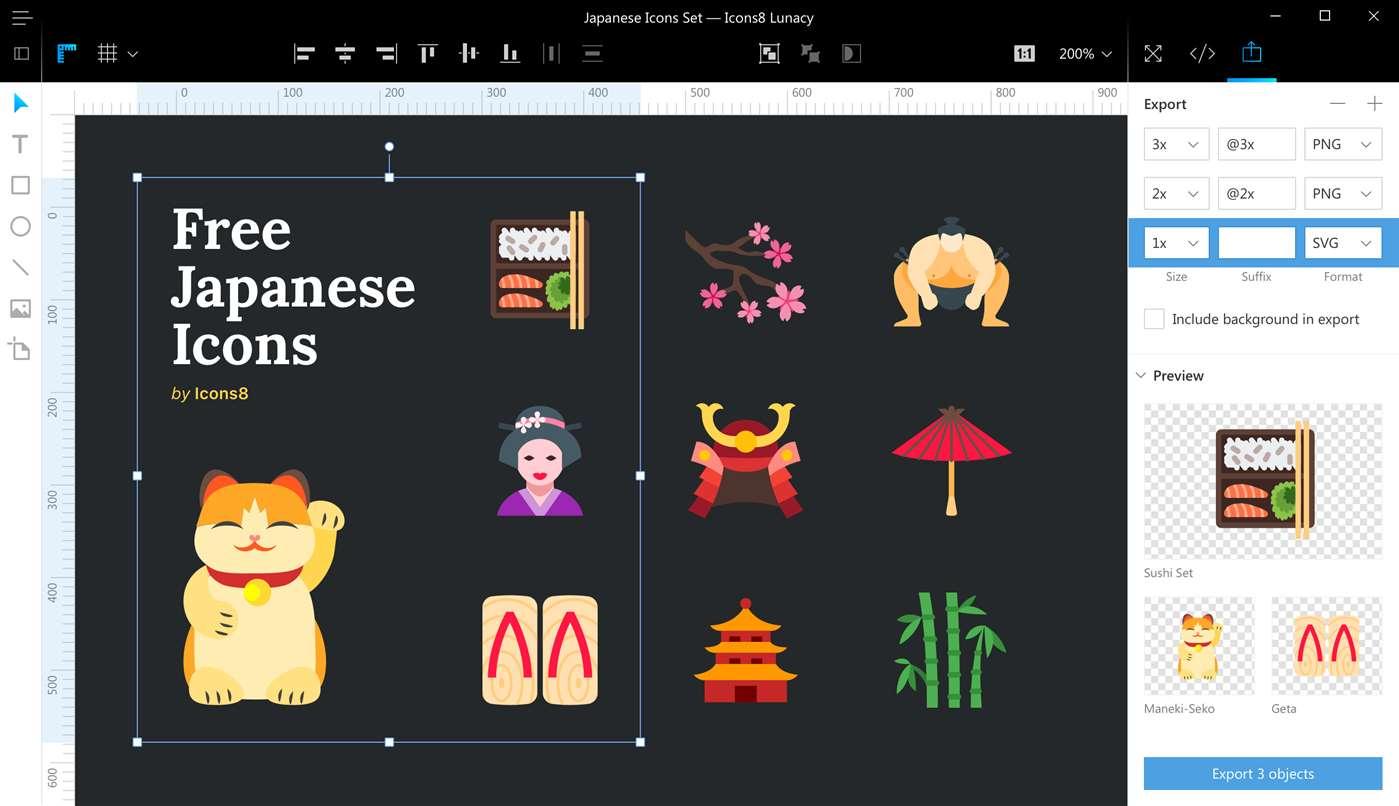 Japanese Icons Set — Icons8 Lunacy
1:1
200%
</>
0 100 200 300 400 500 600 700 800 900
0
100
200
300
400
500
600
Free
Japanese
Icons
by Icons8
Export
3x @3x PNG
2x @2x PNG
1x SVG
Size Suffix Format
Include background in export
Preview
Sushi Set
Maneki-Seko Geta
Export 3 objects